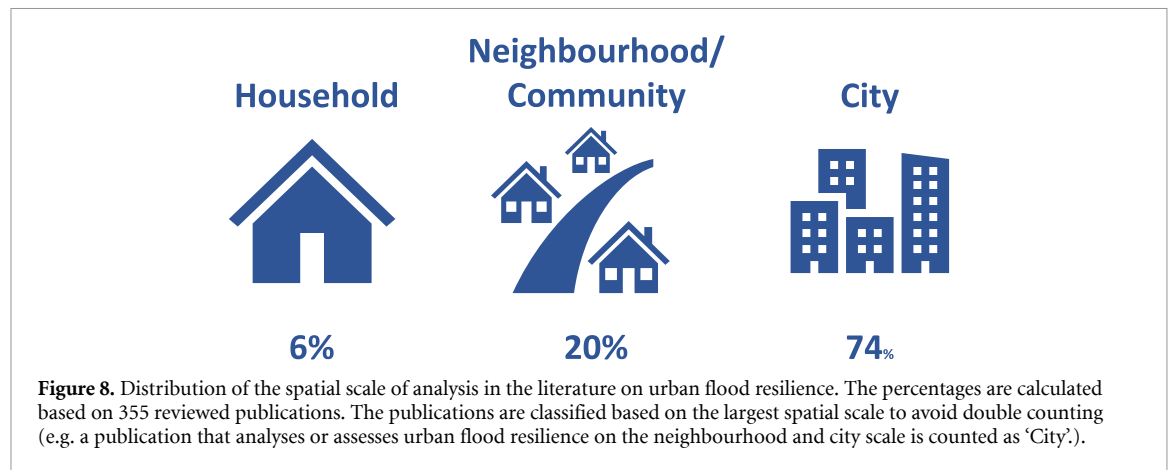 Household
Neighbourhood/
Community
City
6%
20%
74%
Figure 8. Distribution of the spatial scale of analysis in the literature on urban flood resilience. The percentages are calculated
based on 355 reviewed publications. The publications are classified based on the largest spatial scale to avoid double counting
(e.g. a publication that analyses or assesses urban flood resilience on the neighbourhood and city scale is counted as ‘City’.).